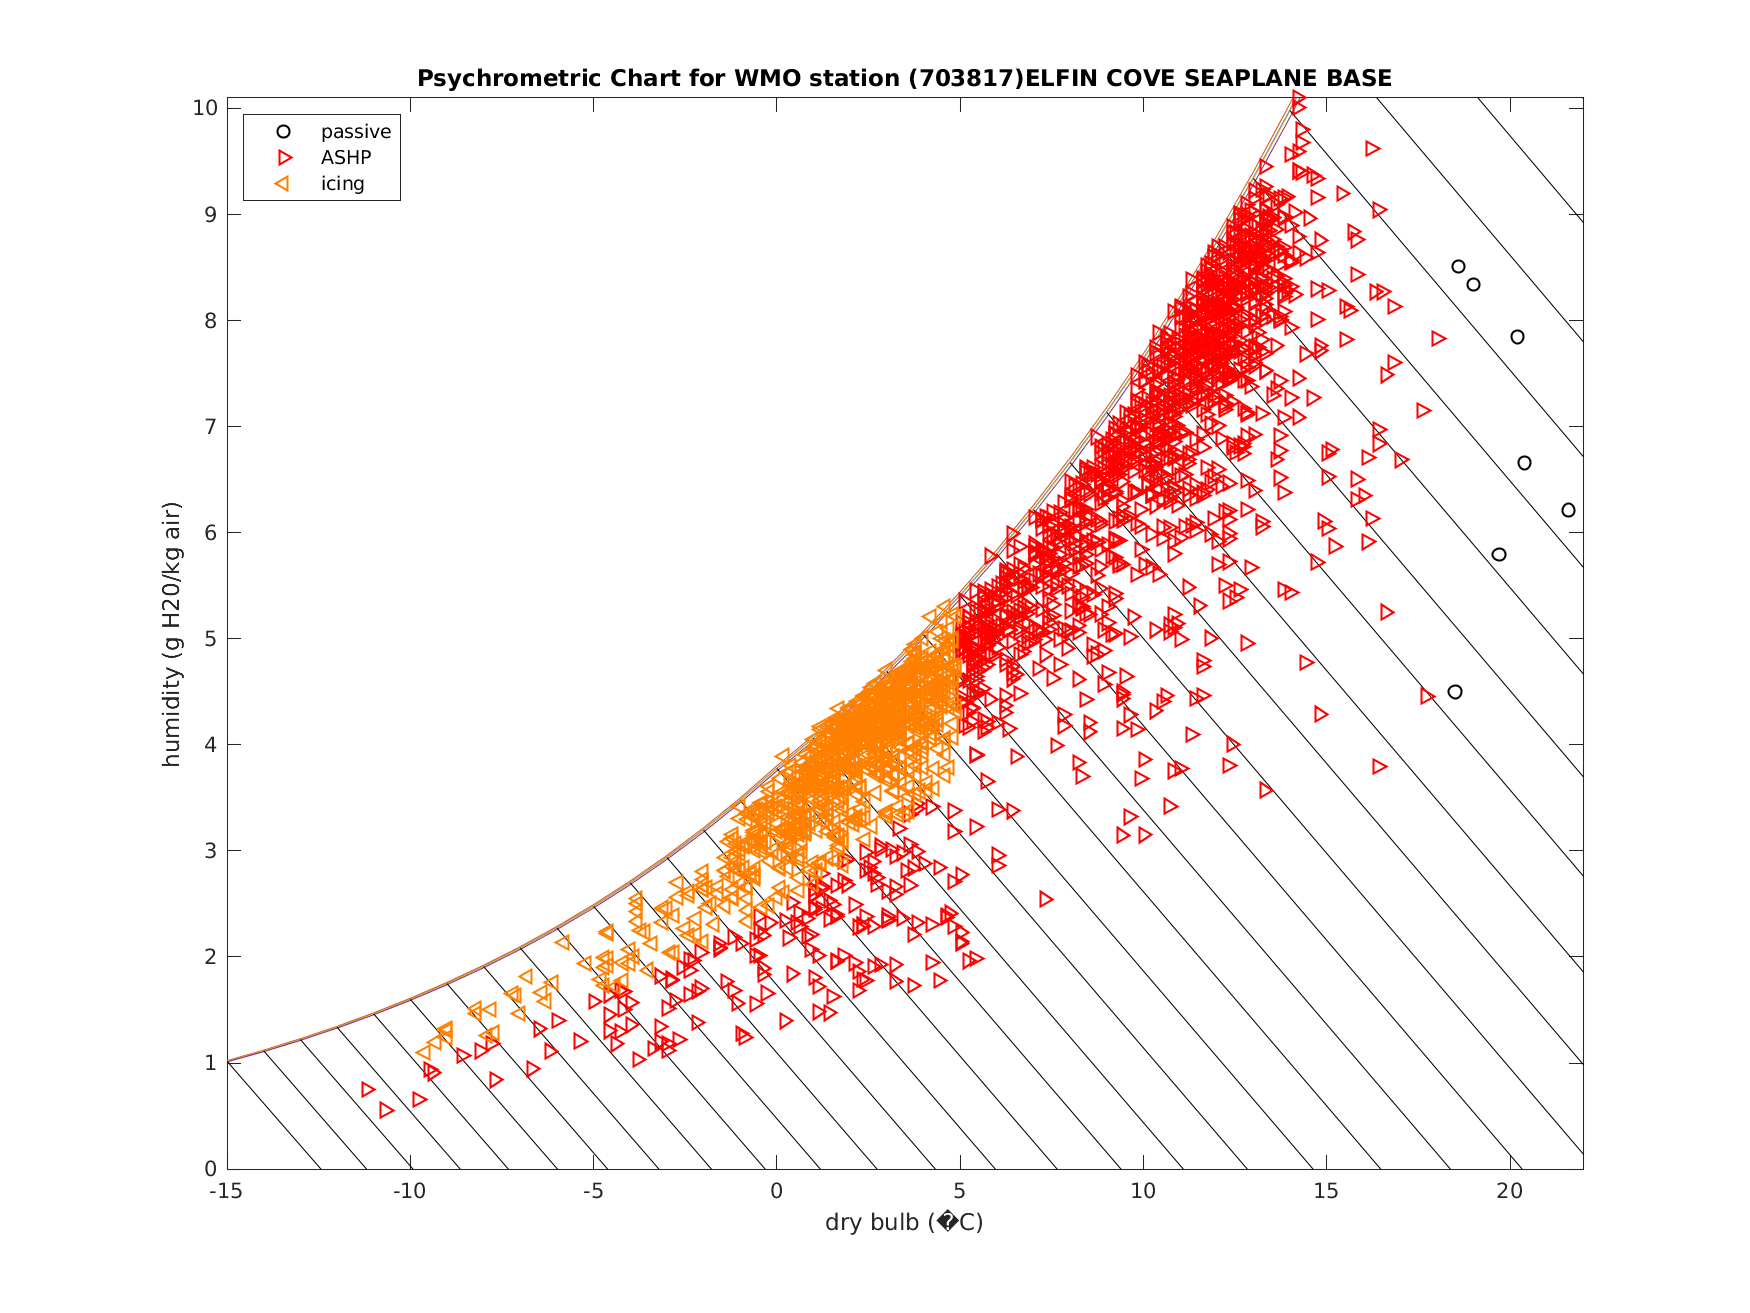 Psychrometric Chart for WMO station (703817)ELFIN COVE SEAPLANE BASE
passive
ASHP
icing
10
9
8
7
6
5
4
3
2
1
0
humidity (g H20/kg air)
-15 -10 -5 0 5 10 15 20
dry bulb (�C)